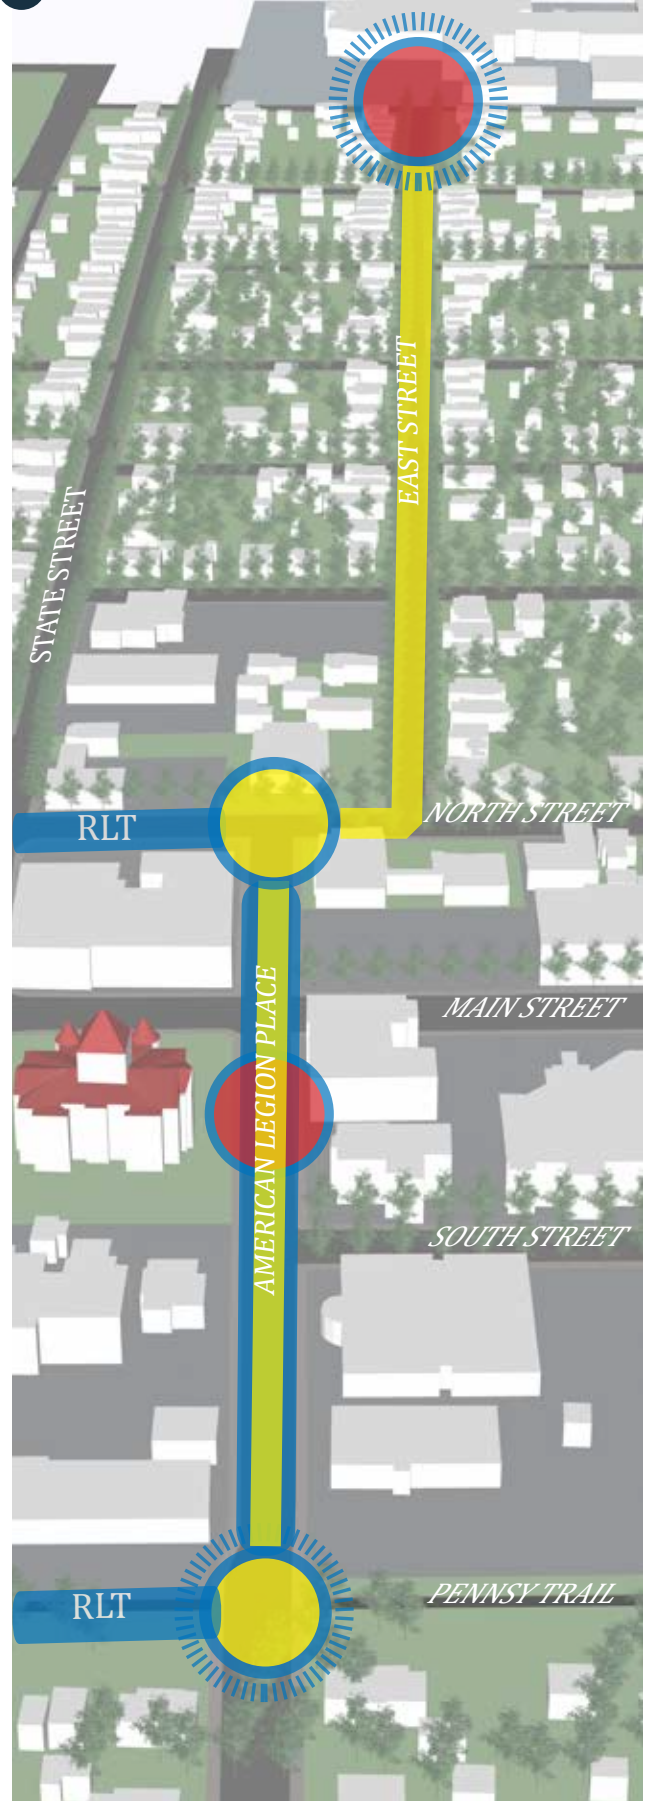 EAST STREET
STATE STREET
NORTH STREET
RLT
AMERICAN LEGION PLACE
MAIN STREET
SOUTH STREET
PENNSY TRAIL
RLT